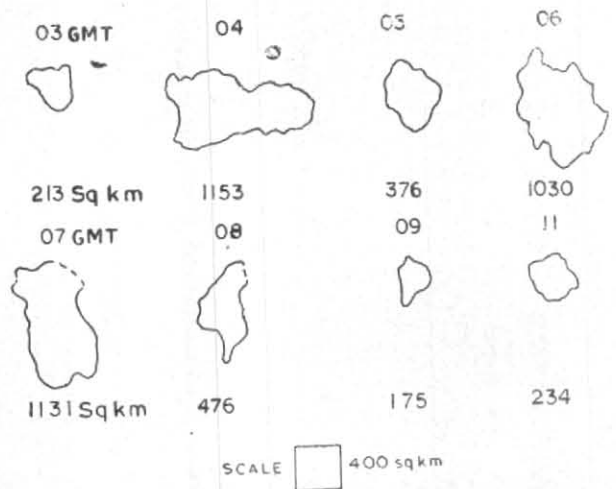 03 GMT 04 03 06
213 Sq km 1153 376 1030
07 GMT 08 09 11
1131 Sq km 476 175 234
SCALE 400 sq km